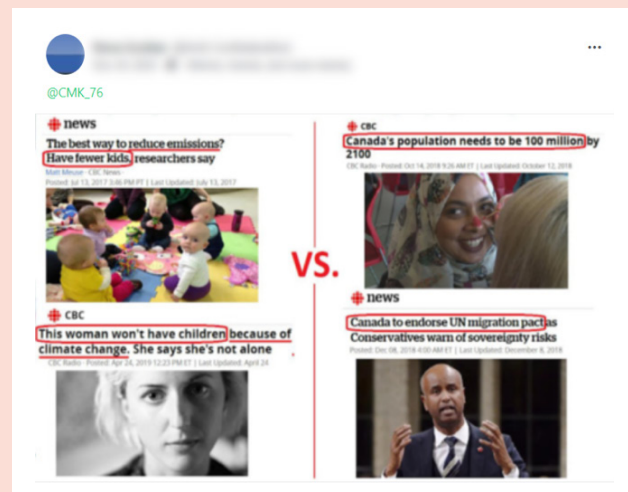 @CMK_76
news
The best way to reduce emissions?
Have fewer kids, researchers say
Matt Meuse · CBC News ·
Posted: Jul 13, 2017 3:46 PM PT | Last Updated: July 13, 2017
CBC
This woman won't have children because of
climate change. She says she's not alone
CBC Radio · Posted: Apr 24, 2019 12:23 PM ET | Last Updated: April 24
VS.
CBC
Canada's population needs to be 100 million by
2100
CBC Radio · Posted: Oct 14, 2018 9:26 AM ET | Last Updated: October 12, 2018
news
Canada to endorse UN migration pact as
Conservatives warn of sovereignty risks
Posted: Dec 08, 2018 4:00 AM ET | Last Updated: December 8, 2018